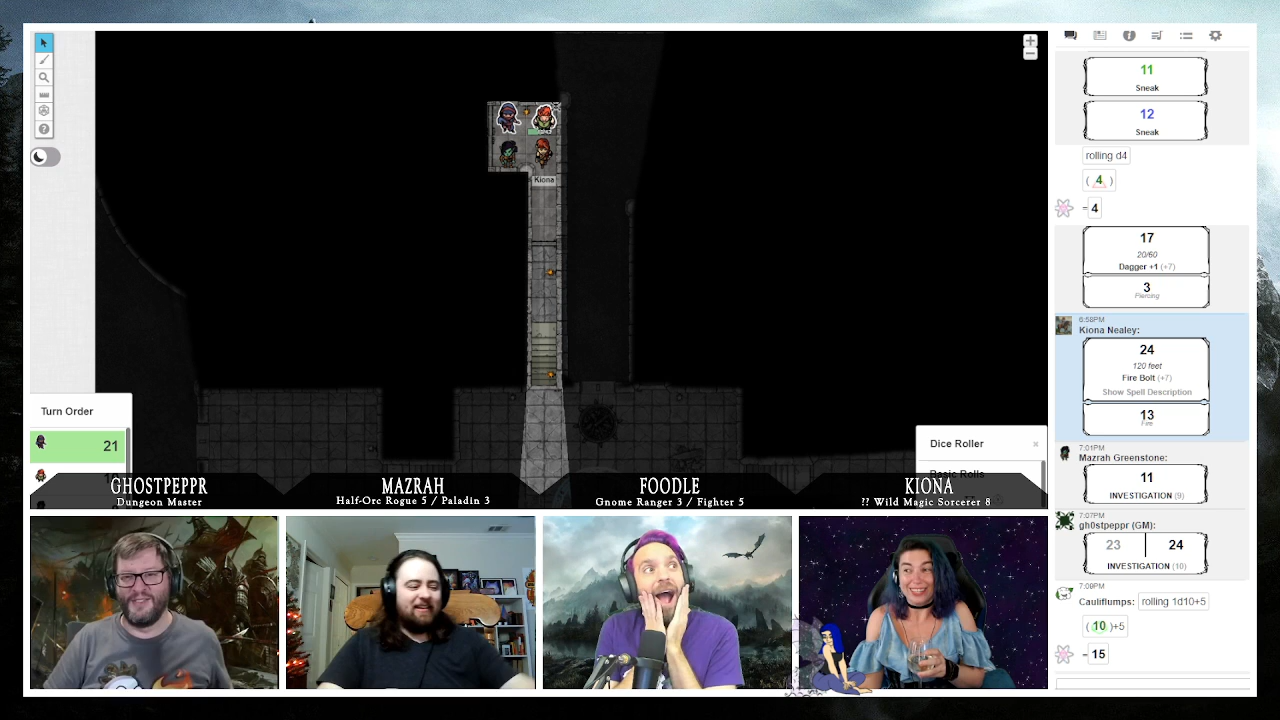 11
Sneak
12
Sneak
rolling d4
( 4 )
=4
17
20/60
Dagger +1 (+7)
3
Piercing
6:58PM
Kiona Nealey:
24
120 feet
Fire Bolt (+7)
Show Spell Description
13
Fire
7:01PM
Mazrah Greenstone:
11
INVESTIGATION (9)
7:07PM
gh0stpeppr (GM):
23 24
INVESTIGATION (10)
7:09PM
Cauliflumps: rolling 1d10+5
( 10 )+5
=15
Kiona
Turn Order
21
Dice Roller
Basic Rolls
GHOSTPEPPR
Dungeon Master
MAZRAH
Half-Orc Rogue 5 / Paladin 3
FOODLE
Gnome Ranger 3 / Fighter 5
KIONA
?? Wild Magic Sorcerer 8